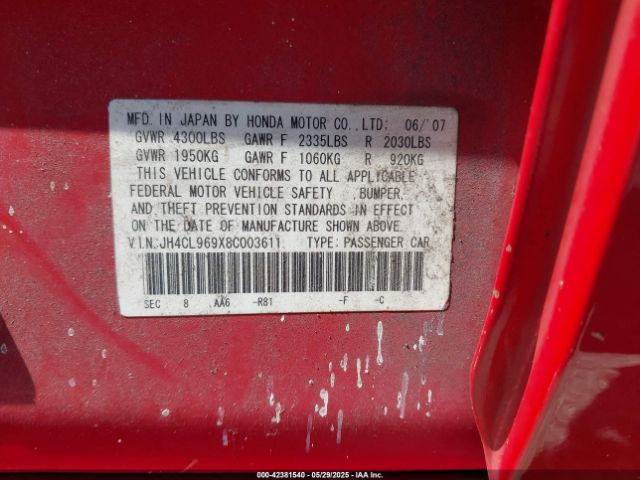 MFD. IN JAPAN BY HONDA MOTOR CO., LTD: 06/'07
GVWR 4300LBS GAWR F 2335LBS R 2030LBS
GVWR 1950KG GAWR F 1060KG R 920KG
THIS VEHICLE CONFORMS TO ALL APPLICABLE
FEDERAL MOTOR VEHICLE SAFETY , BUMPER,
AND THEFT PREVENTION STANDARDS IN EFFECT
ON THE DATE OF MANUFACTURE SHOWN ABOVE.
V.I.N: JH4CL969X8C003611 TYPE: PASSENGER CAR
SEC 8 AA6 -R81 -F -C
000-42381540 - 05/29/2025 - IAAI.CA